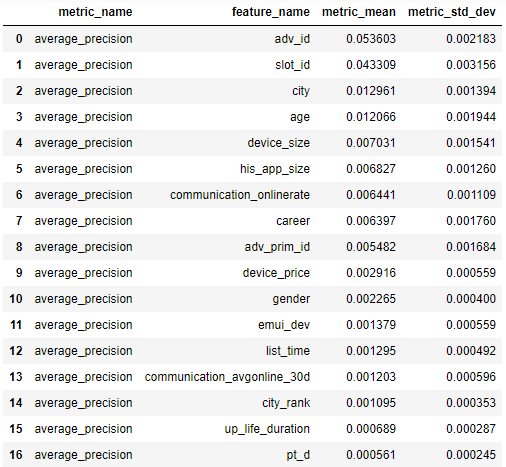 metric_name feature_name metric_mean metric_std_dev
0 average_precision adv_id 0.053603 0.002183
1 average_precision slot_id 0.043309 0.003156
2 average_precision city 0.012961 0.001394
3 average_precision age 0.012066 0.001944
4 average_precision device_size 0.007031 0.001541
5 average_precision his_app_size 0.006827 0.001260
6 average_precision communication_onlinerate 0.006441 0.001109
7 average_precision career 0.006397 0.001760
8 average_precision adv_prim_id 0.005482 0.001684
9 average_precision device_price 0.002916 0.000559
10 average_precision gender 0.002265 0.000400
11 average_precision emui_dev 0.001379 0.000559
12 average_precision list_time 0.001295 0.000492
13 average_precision communication_avgonline_30d 0.001203 0.000596
14 average_precision city_rank 0.001095 0.000353
15 average_precision up_life_duration 0.000689 0.000287
16 average_precision pt_d 0.000561 0.000245